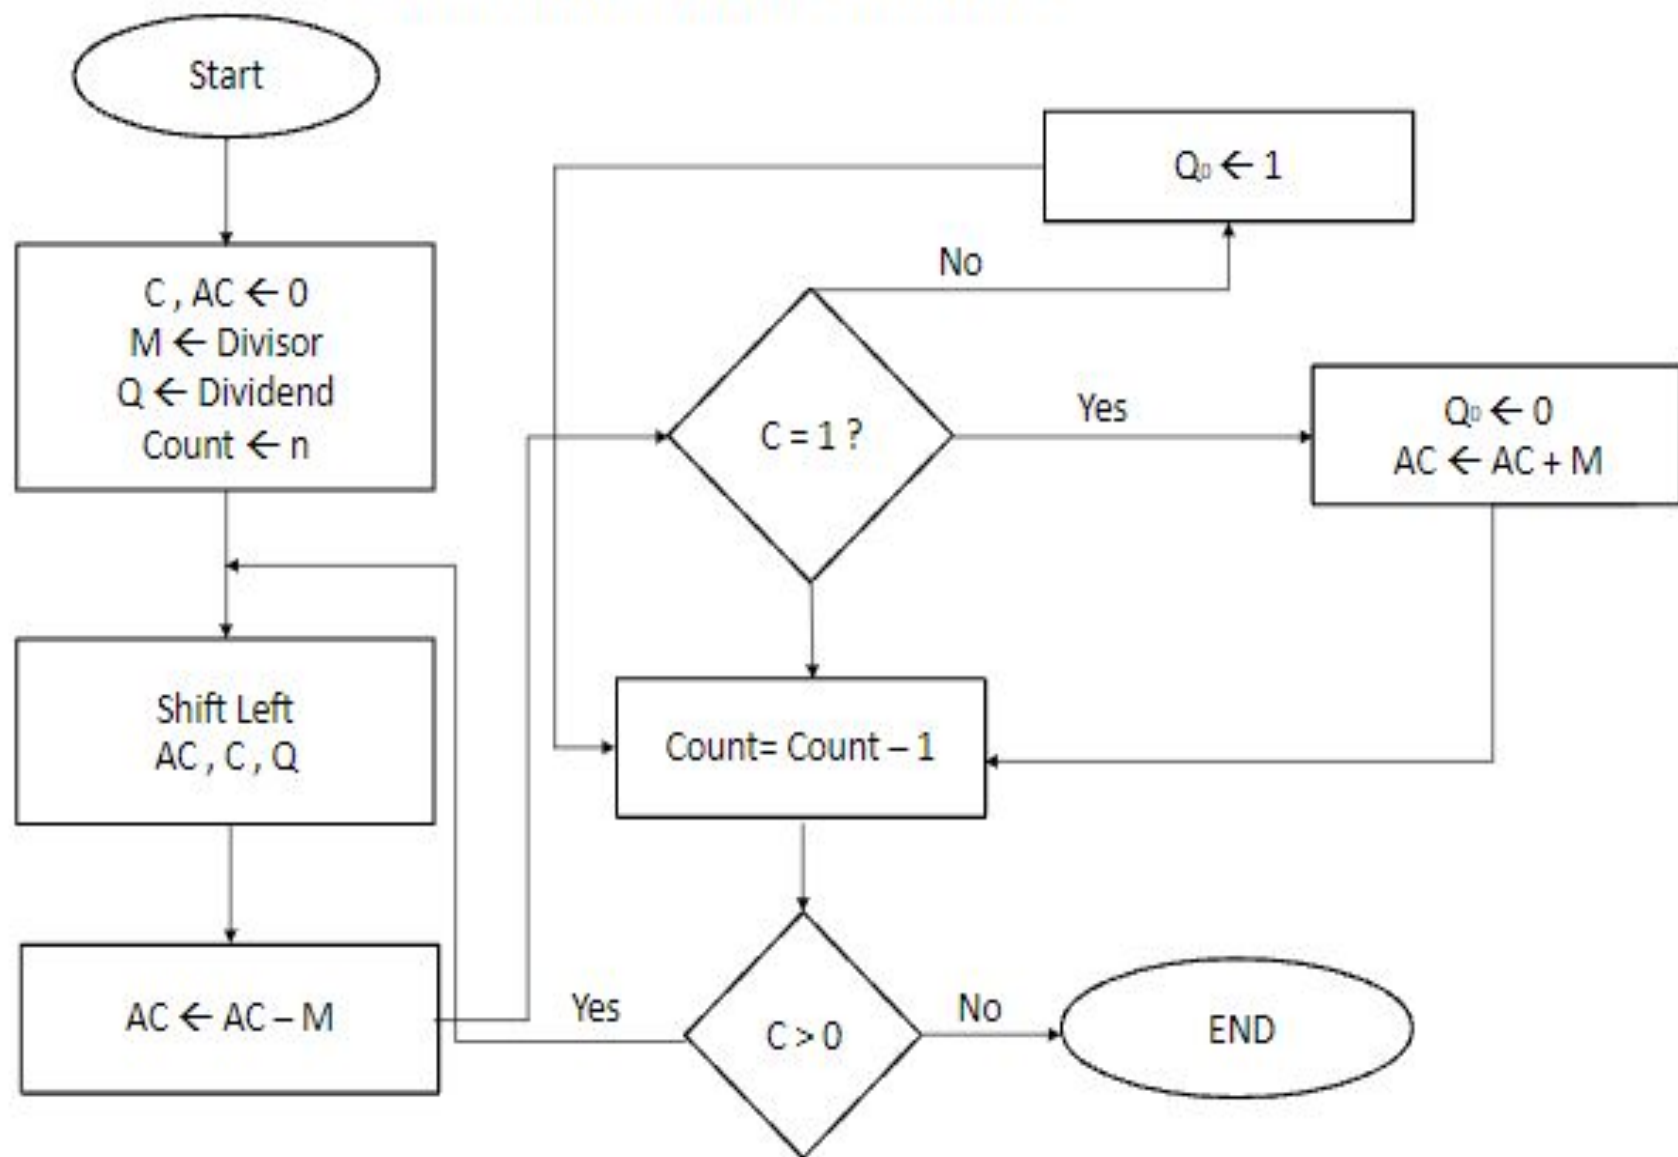 Start
C , AC ← 0
M ← Divisor
Q ← Dividend
Count ← n
Shift Left
AC , C , Q
AC ← AC – M
C = 1 ?
No
Q₀ ← 1
Yes
Q₀ ← 0
AC ← AC + M
Count= Count – 1
C > 0
Yes
No
END